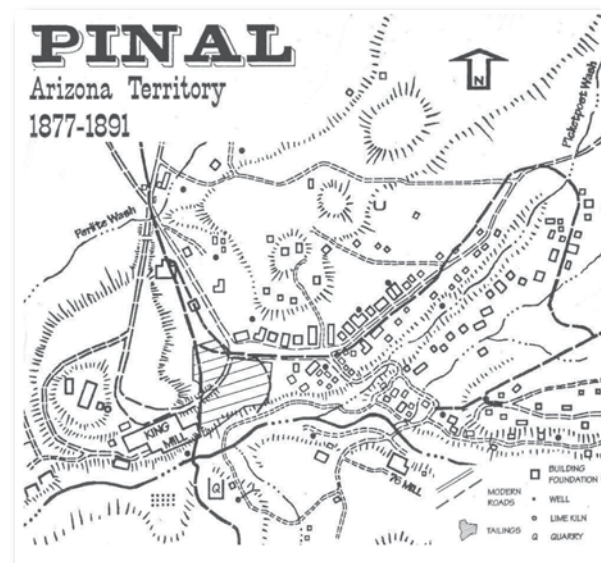 PINAL
Arizona Territory
1877-1891
N
Picketpost Wash
Perlite Wash
KING
MILL
Q
76 MILL
MODERN
ROADS
TAILINGS
BUILDING
FOUNDATION
WELL
LIME KILN
Q QUARRY